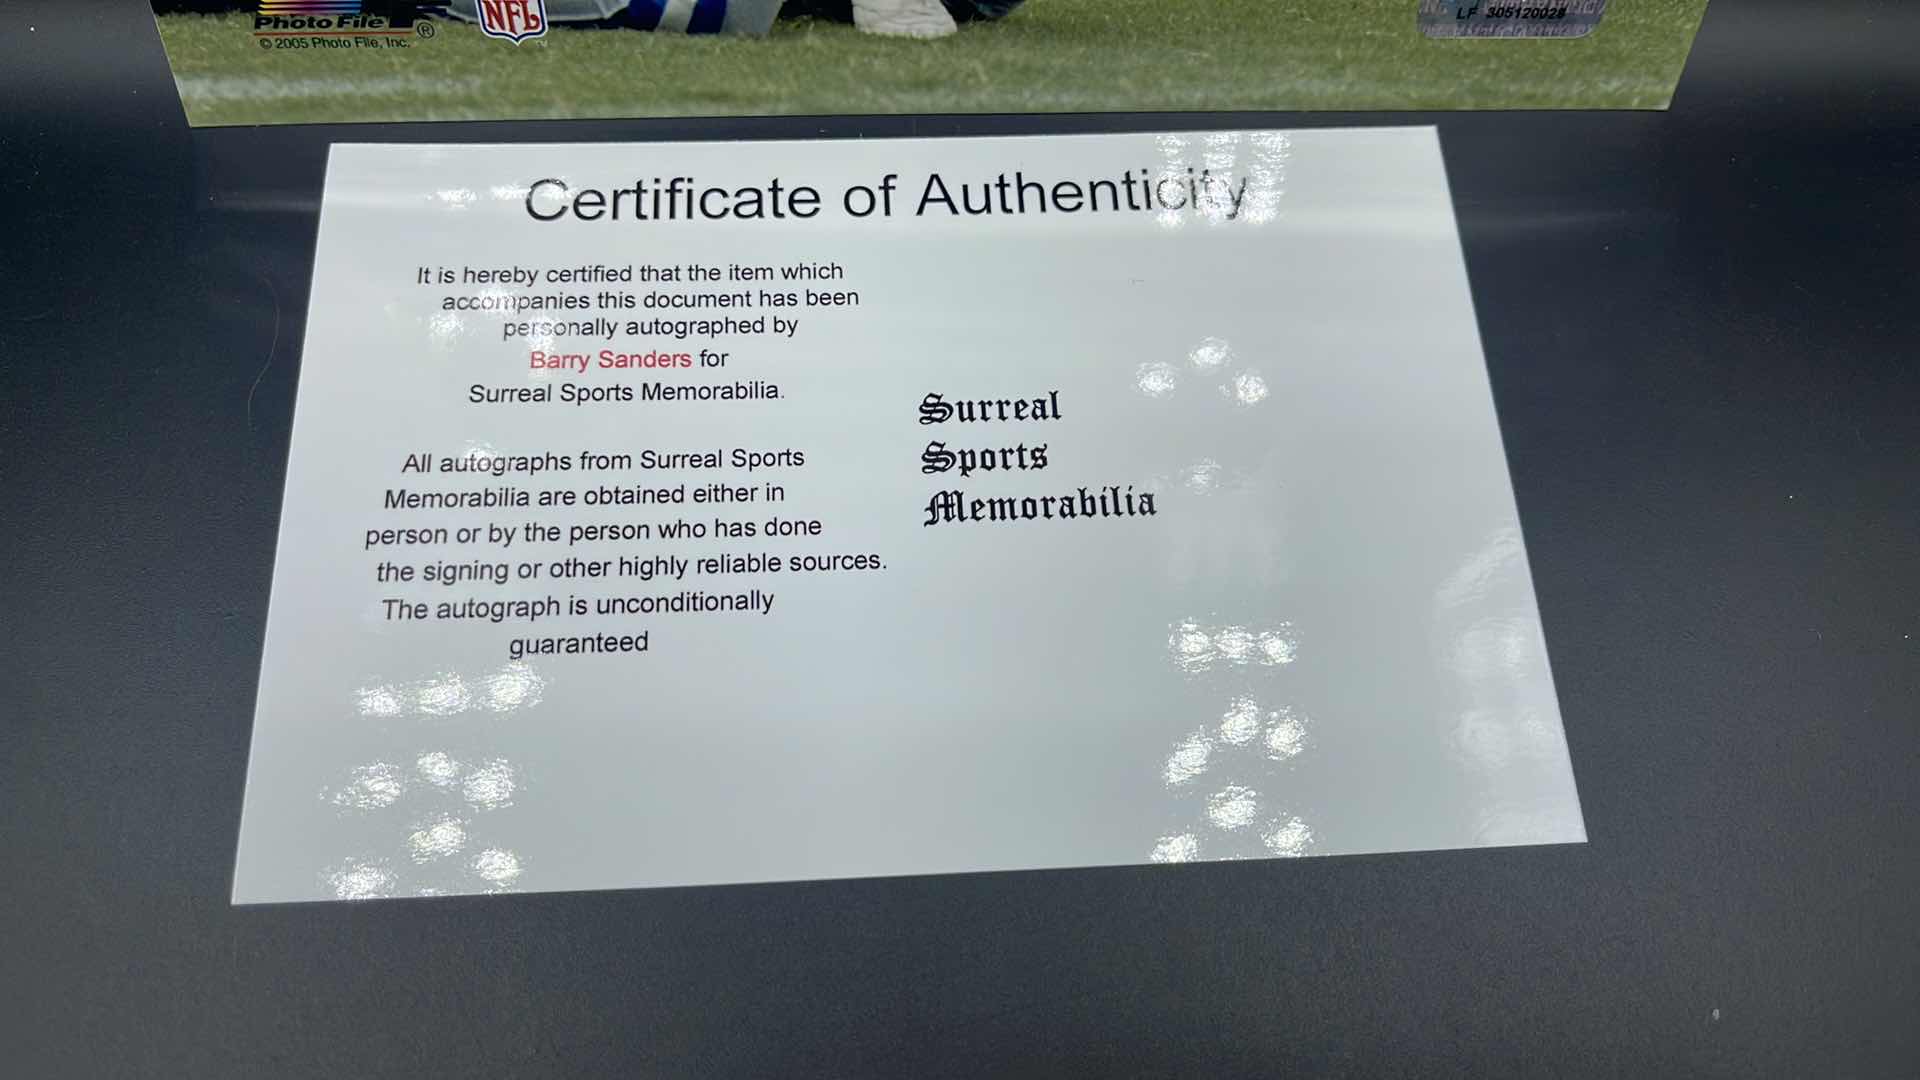 Photo File ®
© 2005 Photo File, Inc.
NFL
LF 305120028
Certificate of Authenticity
It is hereby certified that the item which
accompanies this document has been
personally autographed by
Barry Sanders for
Surreal Sports Memorabilia.
All autographs from Surreal Sports
Memorabilia are obtained either in
person or by the person who has done
the signing or other highly reliable sources.
The autograph is unconditionally
guaranteed
Surreal
Sports
Memorabilia